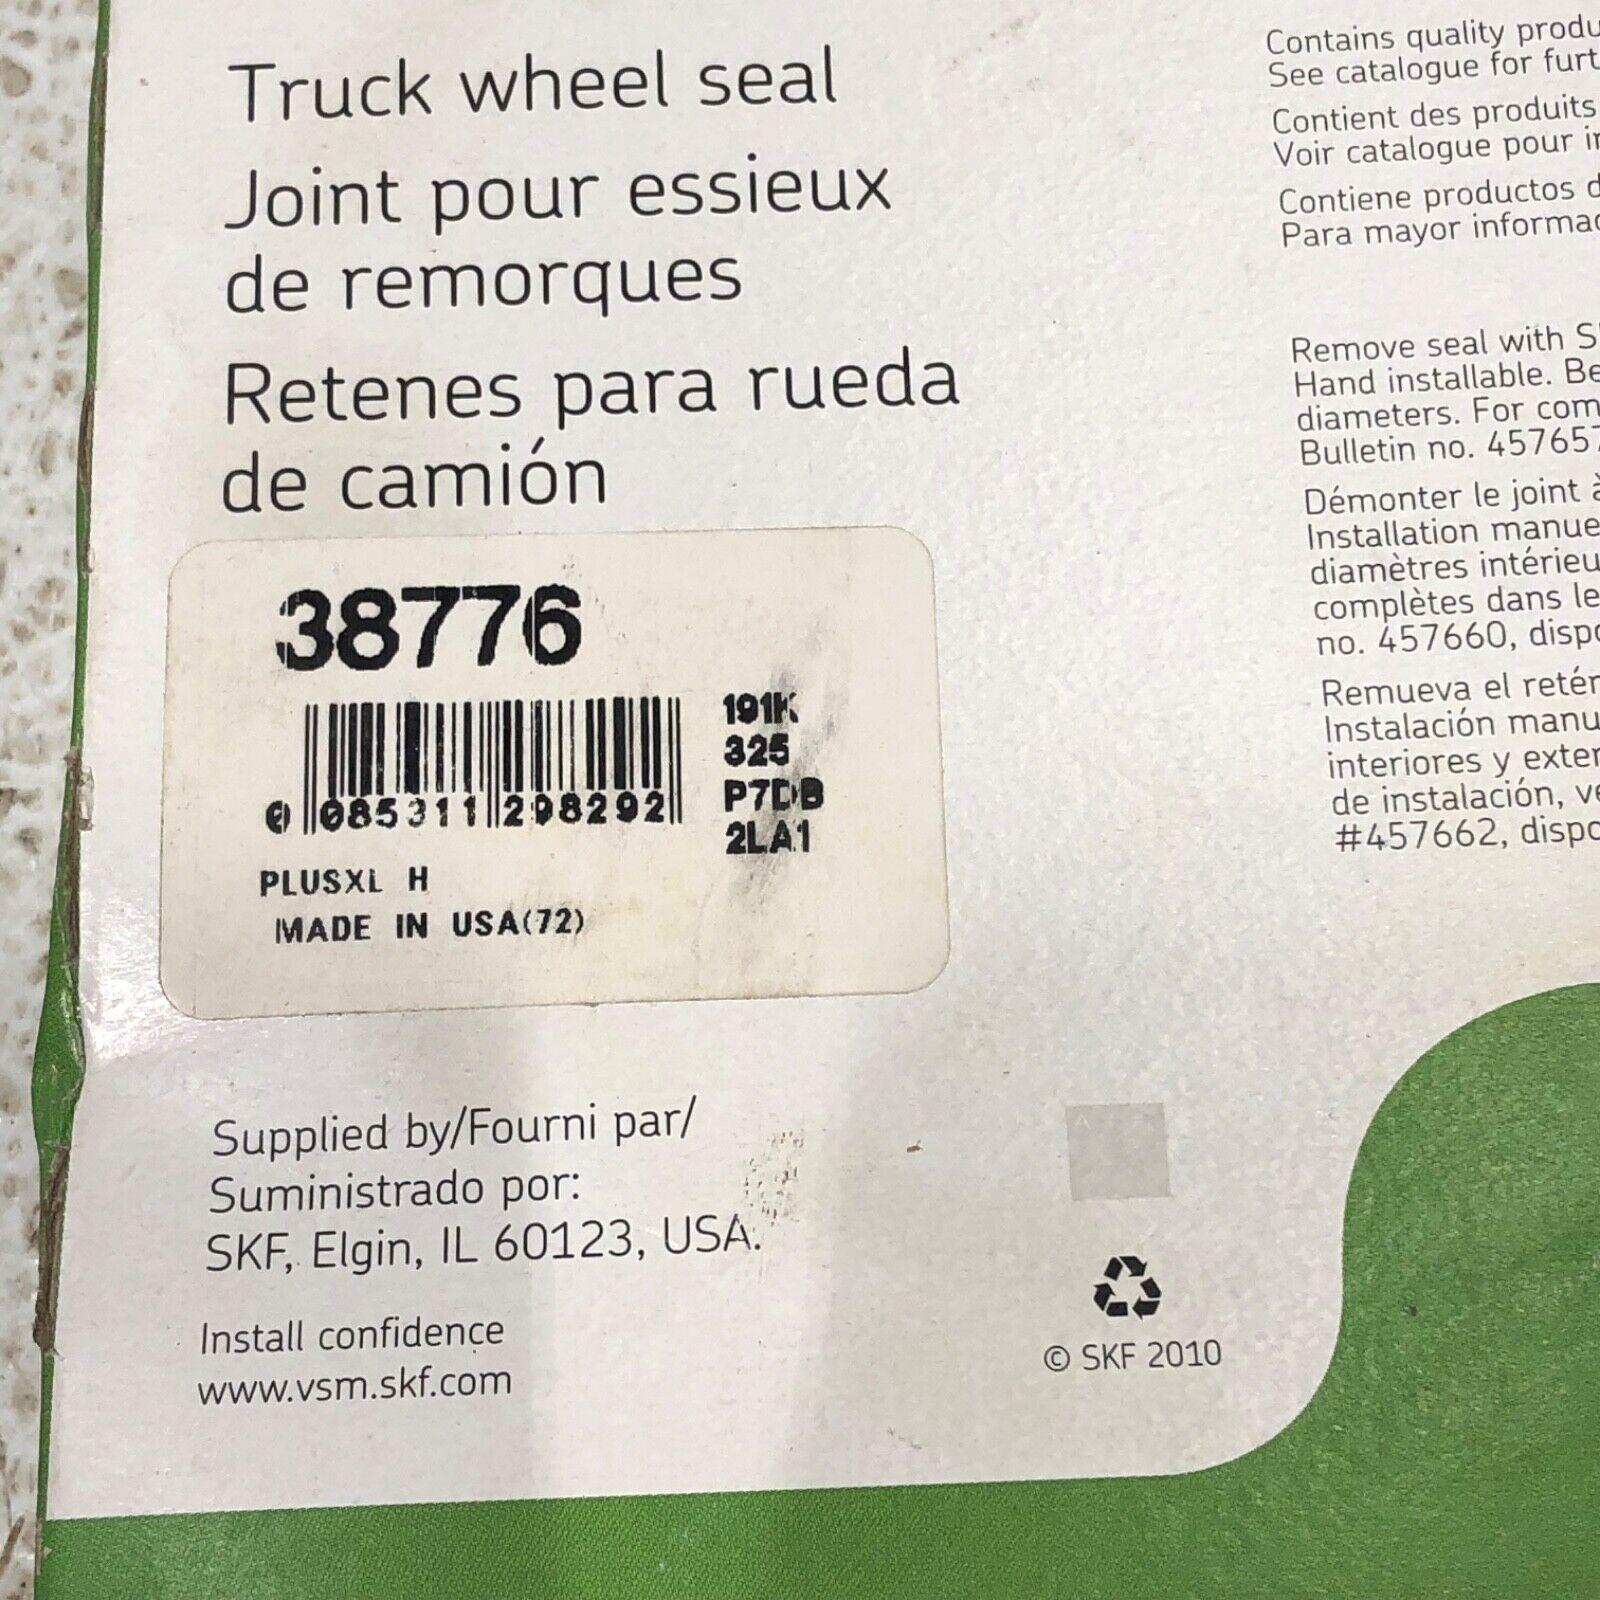 Truck wheel seal
Joint pour essieux
de remorques
Retenes para rueda
de camión
38776
0 085311 298292
191K
325
P7DB
2LA1
PLUSXL H
MADE IN USA(72)
Supplied by/Fourni par/
Suministrado por:
SKF, Elgin, IL 60123, USA.
Install confidence
www.vsm.skf.com
© SKF 2010
Contains quality produ
See catalogue for furt
Contient des produits
Voir catalogue pour
Contiene productos
Para mayor informac
Remove seal with
Hand installable. Be
diameters. For com
Bulletin no. 457657
Démonter le joint à
Installation manue
diamètres intérieu
complètes dans le
no. 457660, dispo
Remueva el retén
Instalación manu
interiores y exter
de instalación, ve
#457662, dispo